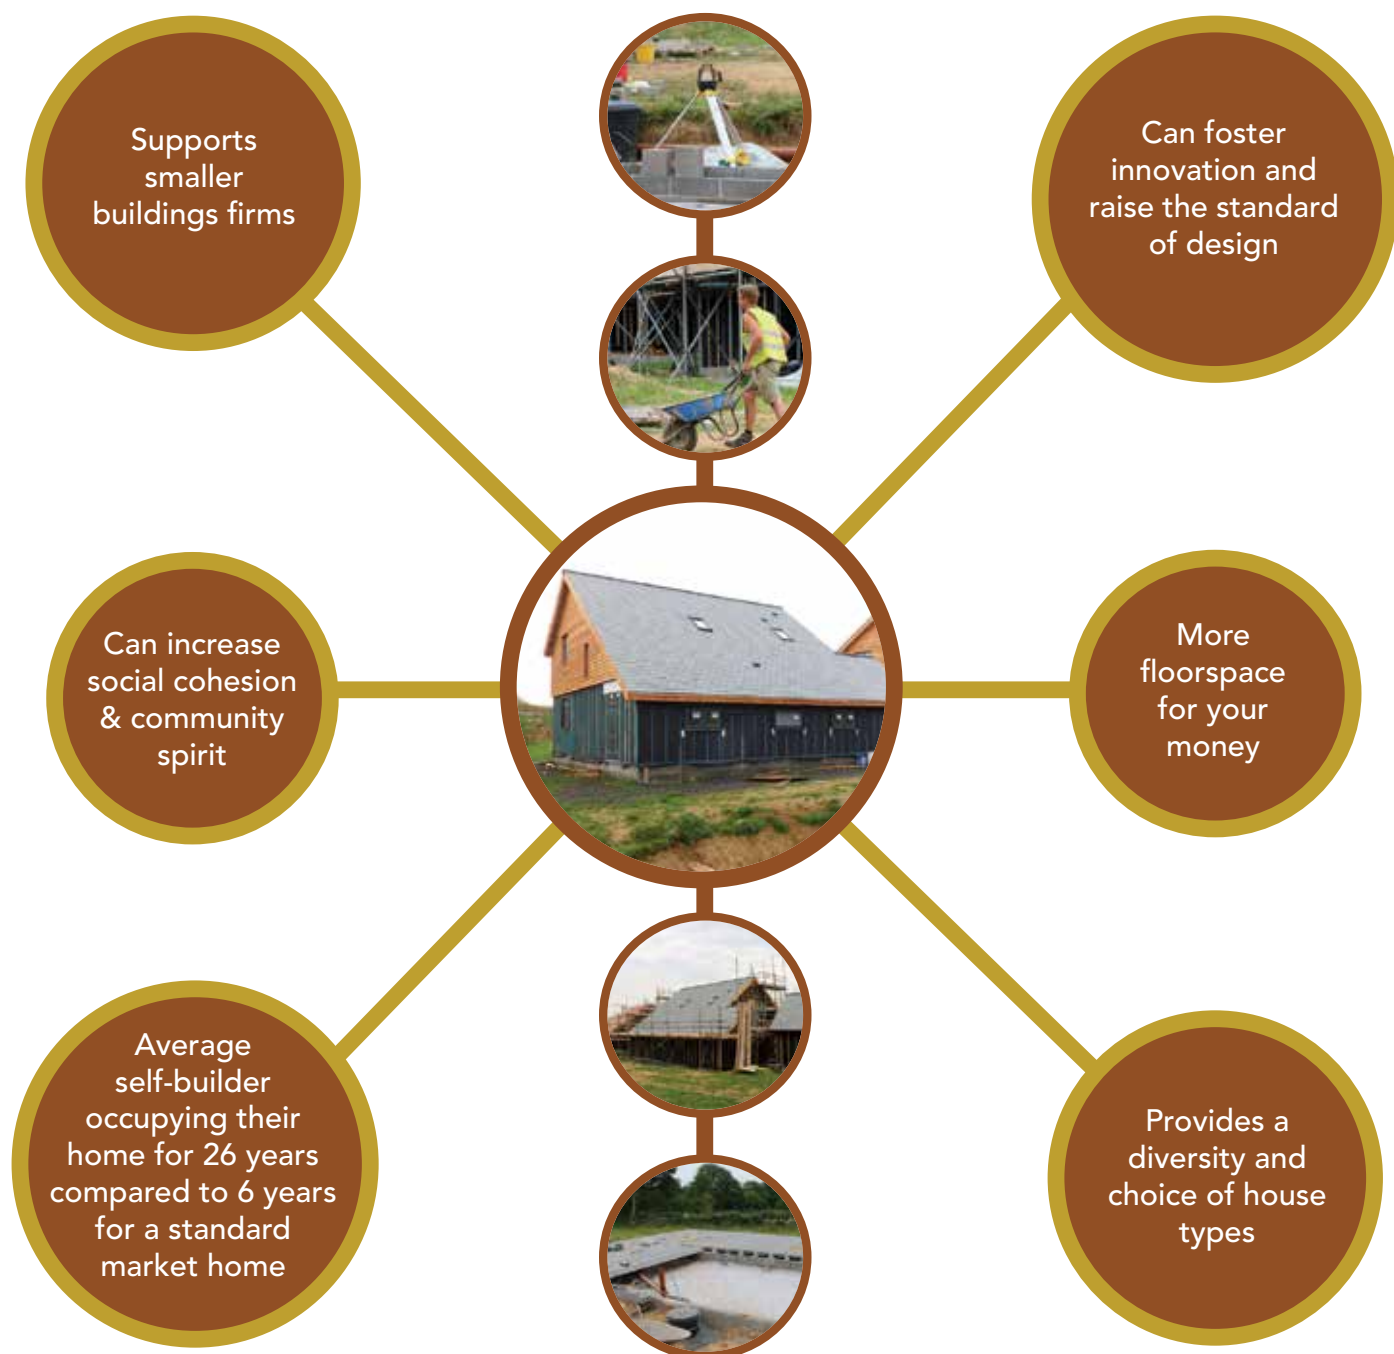 Supports
smaller
buildings firms
Can foster
innovation and
raise the standard
of design
Can increase
social cohesion
& community
spirit
More
floorspace
for your
money
Average
self-builder
occupying their
home for 26 years
compared to 6 years
for a standard
market home
Provides a
diversity and
choice of house
types